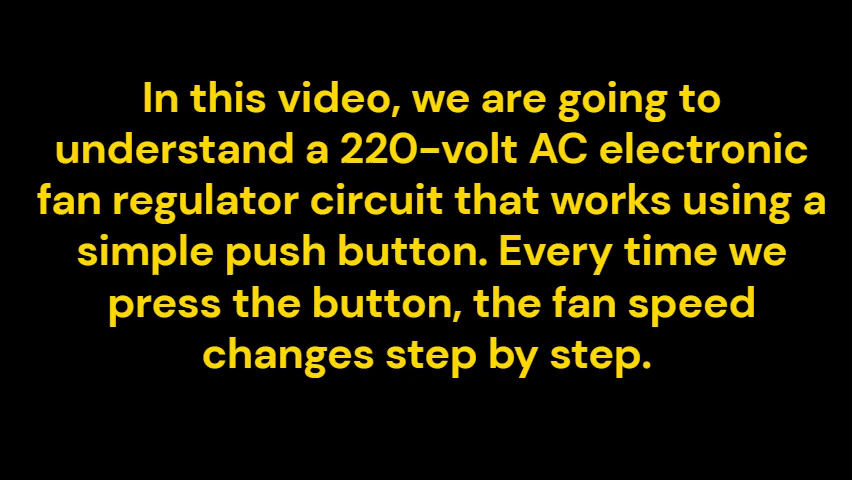 In this video, we are going to
understand a 220-volt AC electronic
fan regulator circuit that works using a
simple push button. Every time we
press the button, the fan speed
changes step by step.